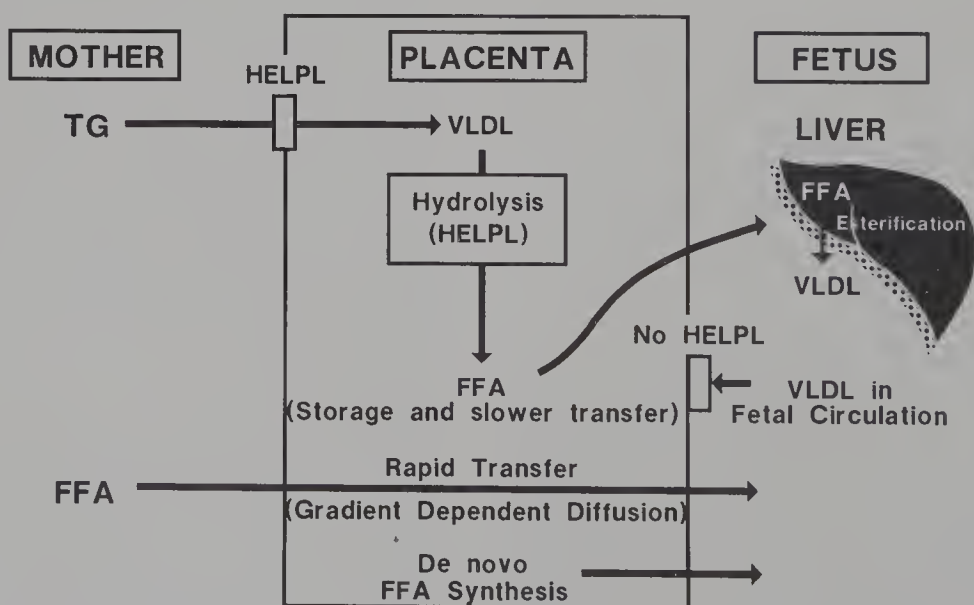 MOTHER
PLACENTA
FETUS
HELPL
TG
VLDL
LIVER
Hydrolysis
(HELPL)
FFA
Esterification
VLDL
No HELPL
FFA
(Storage and slower transfer)
VLDL in
Fetal Circulation
FFA
Rapid Transfer
(Gradient Dependent Diffusion)
De novo
FFA Synthesis